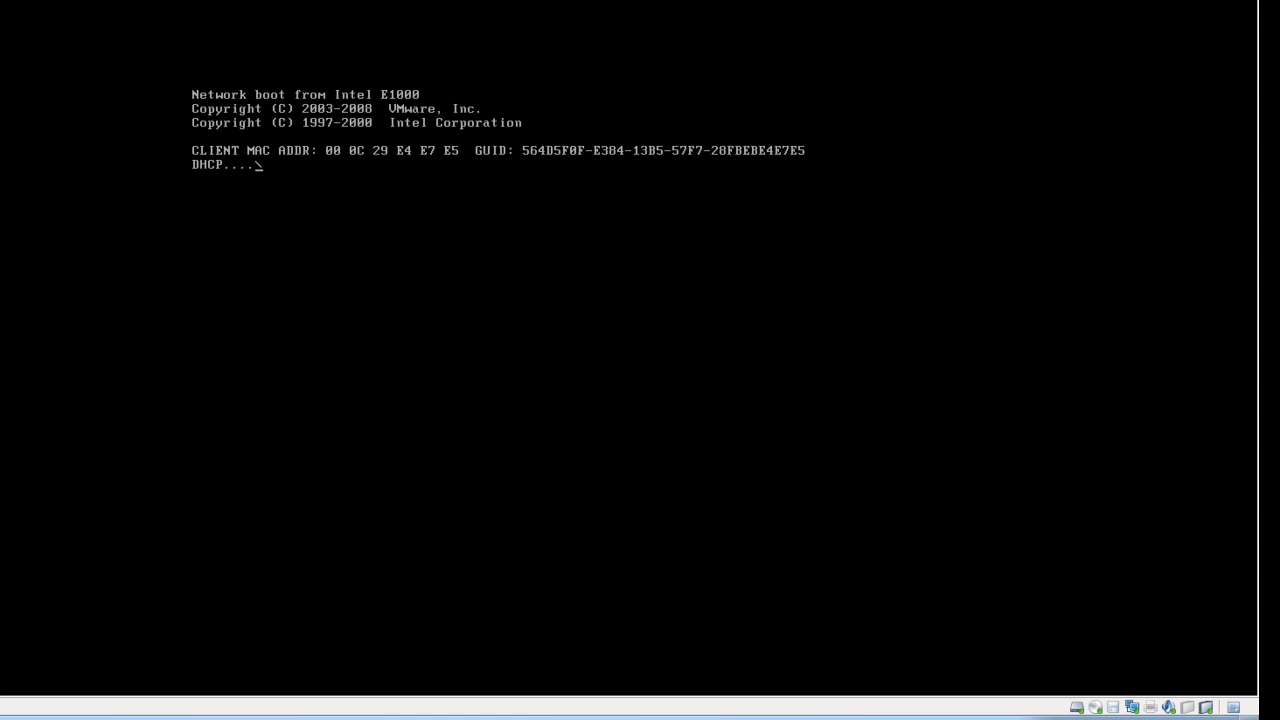 Network boot from Intel E1000
Copyright (C) 2003-2008  VMware, Inc.
Copyright (C) 1997-2000  Intel Corporation
CLIENT MAC ADDR: 00 0C 29 E4 E7 E5  GUID: 564D5F0F-E384-13B5-57F7-28FBEBE4E7E5
DHCP....\